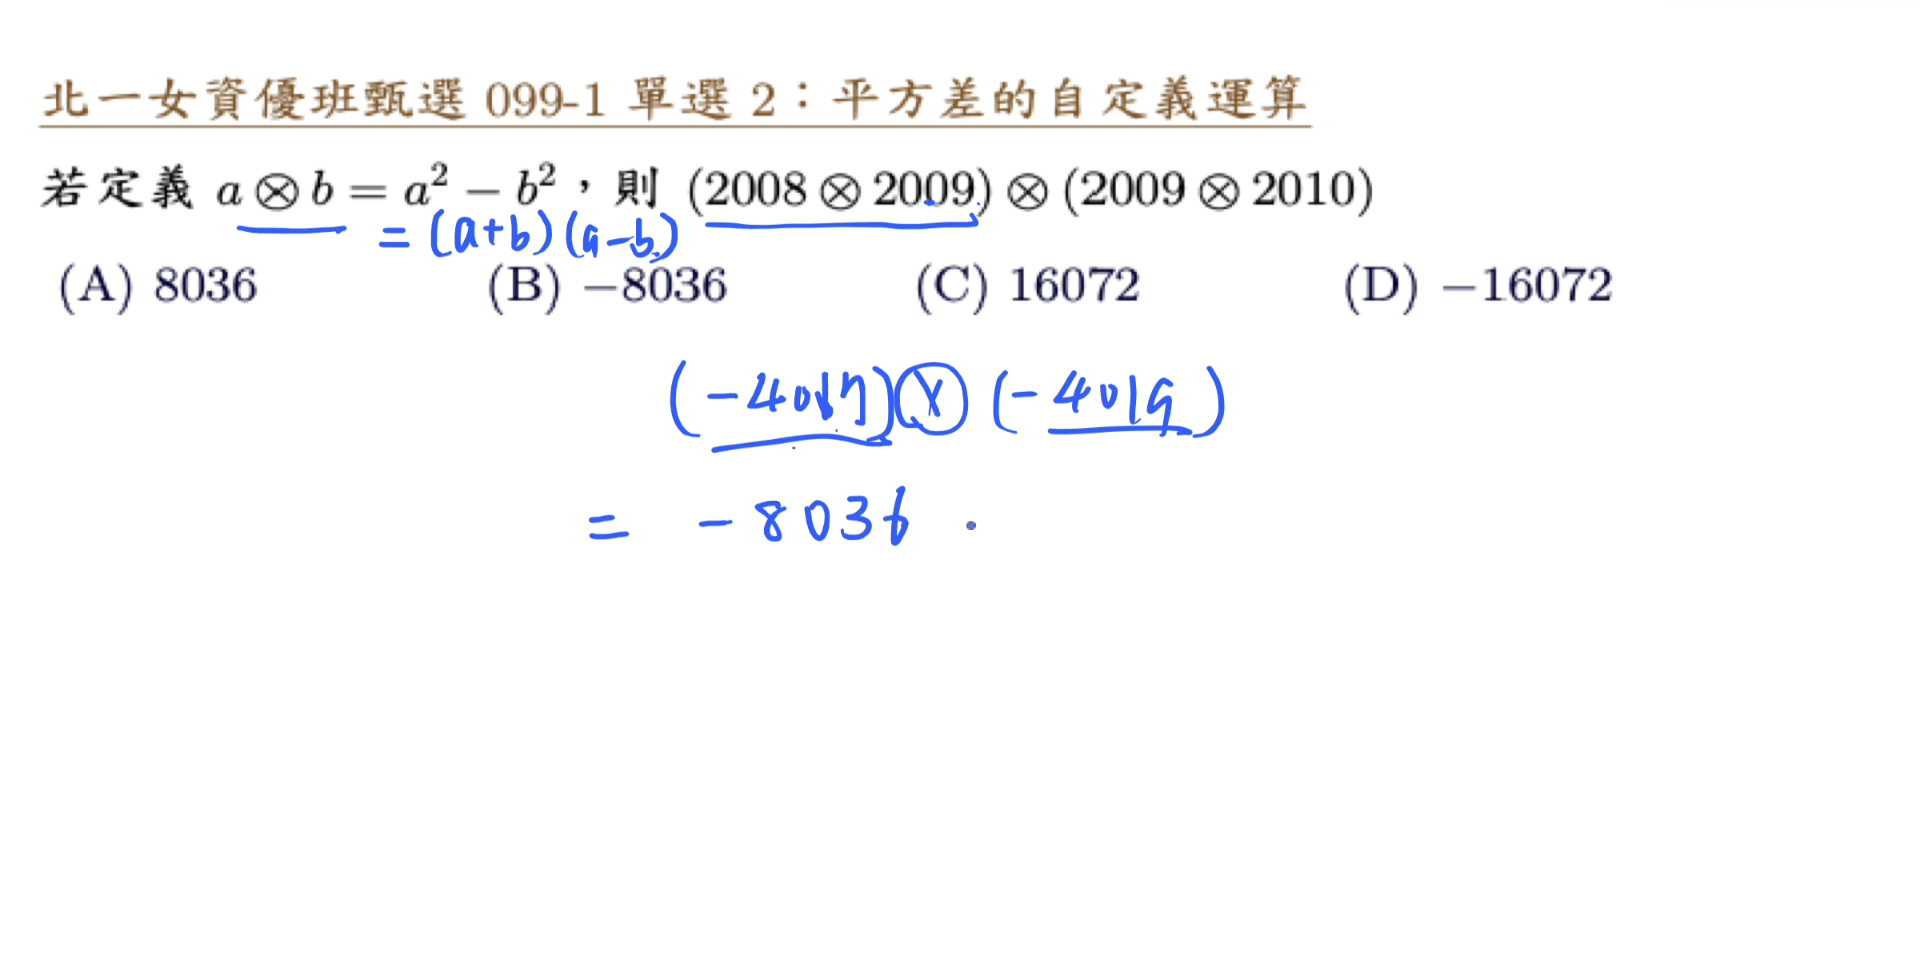 北一女資優班甄選 099-1 單選 2：平方差的自定義運算
若定義 a ⊗ b = a² − b²，則 (2008 ⊗ 2009) ⊗ (2009 ⊗ 2010)
= (a+b)(a-b)
(A) 8036 (B) −8036 (C) 16072 (D) −16072
(-4017) ⊗ (-4019)
= -8036